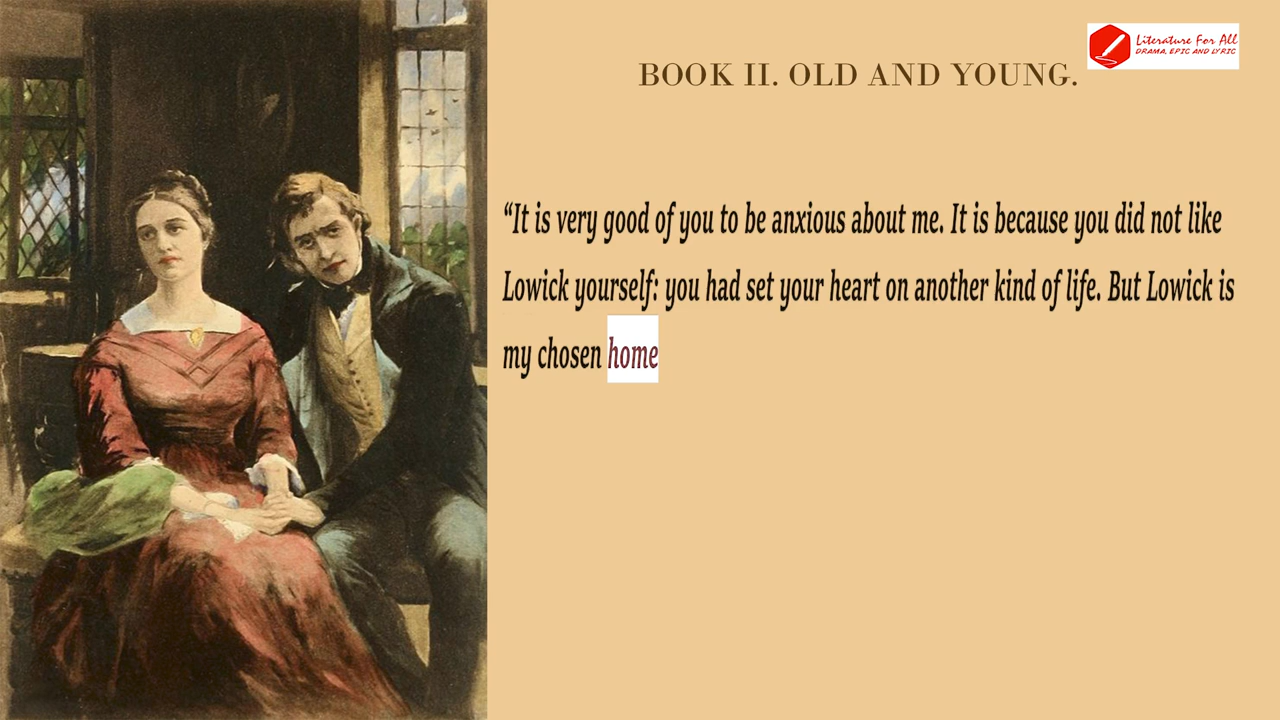 Literature For All
DRAMA, EPIC AND LYRIC
BOOK II. OLD AND YOUNG.
“It is very good of you to be anxious about me. It is because you did not like
Lowick yourself: you had set your heart on another kind of life. But Lowick is
my chosen home